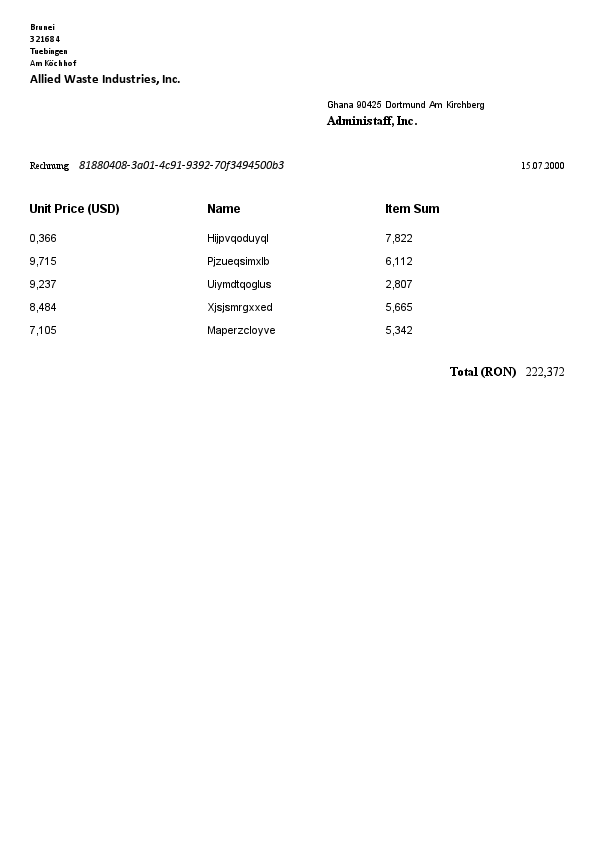 Brunei
321684
Tuebingen
Am Köchhof
Allied Waste Industries, Inc.
Ghana 90425 Dortmund Am Kirchberg
Administaff, Inc.
Rechnung 81880408-3a01-4c91-9392-70f3494500b3 15.07.2000
Unit Price (USD) Name Item Sum
0,366 Hijpvqoduyql 7,822
9,715 Pjzueqsimxlb 6,112
9,237 Uiymdtqoglus 2,807
8,484 Xjsjsmrgxxed 5,665
7,105 Maperzcloyve 5,342
Total (RON) 222,372